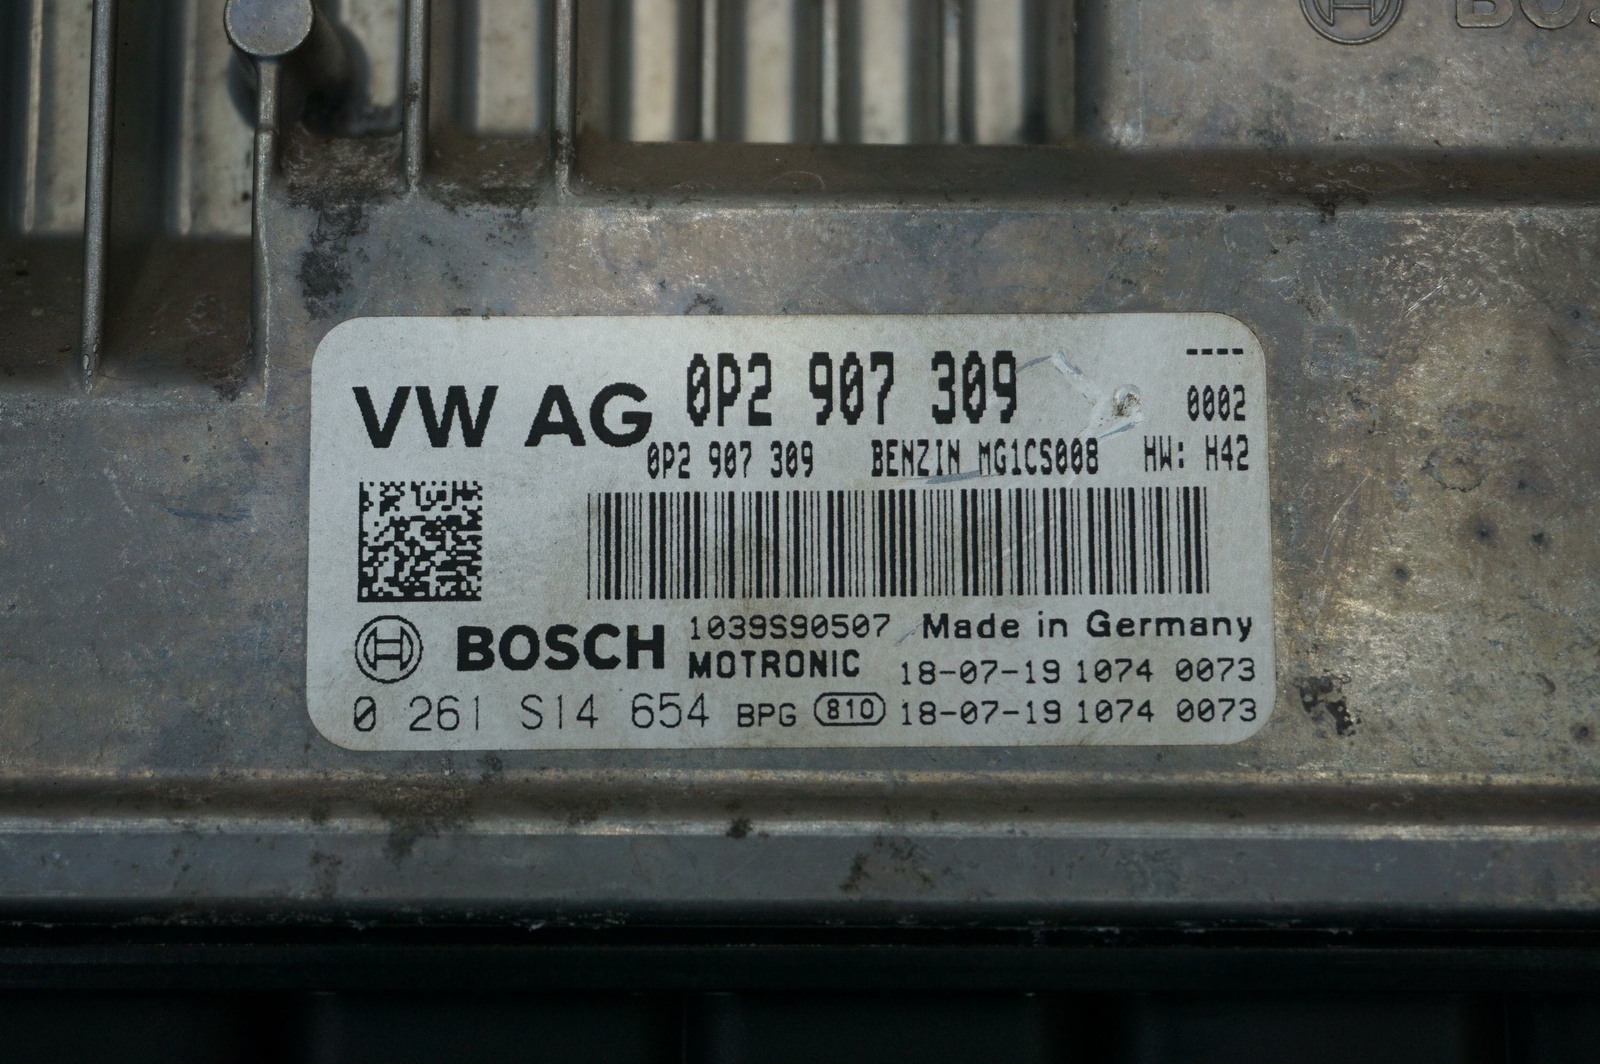 VW AG 0P2 907 309 ----
0002
0P2 907 309 BENZIN MG1CS008 HW: H42
BOSCH 1039S90507 Made in Germany
MOTRONIC 18-07-19 1074 0073
0 261 S14 654 BPG 810 18-07-19 1074 0073